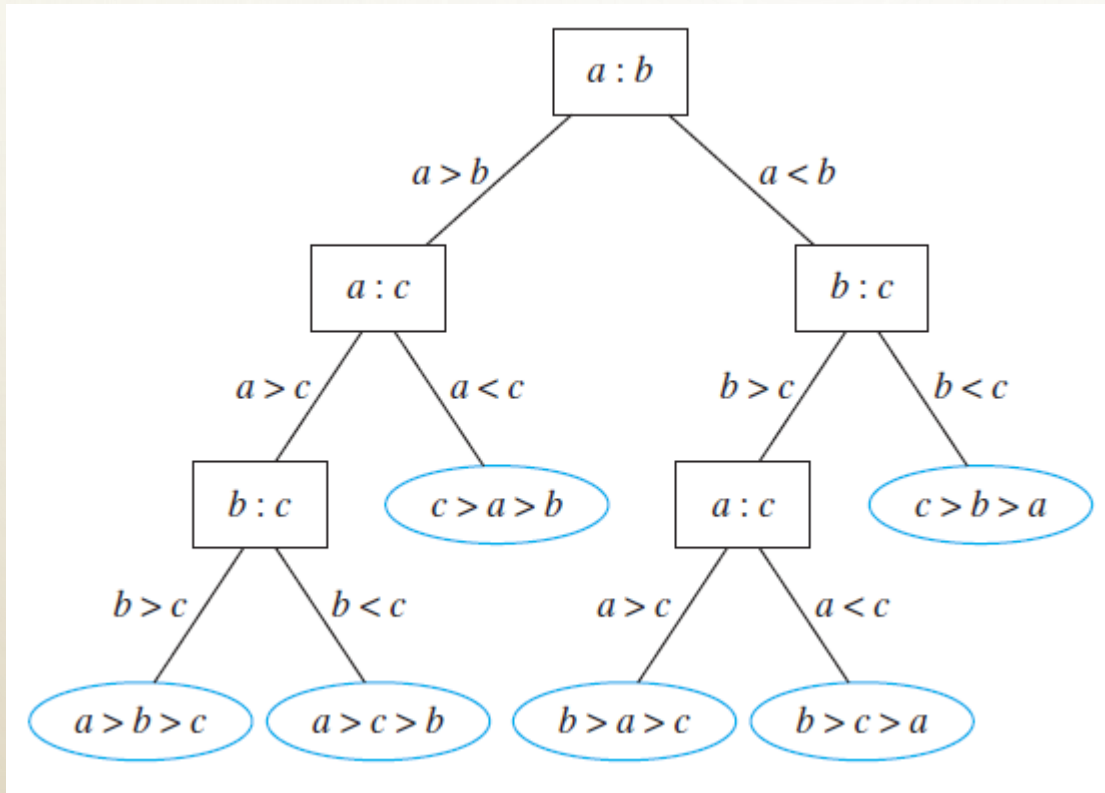 a : b
a > b
a < b
a : c
b : c
a > c
a < c
b > c
b < c
b : c
c > a > b
a : c
c > b > a
b > c
b < c
a > c
a < c
a > b > c
a > c > b
b > a > c
b > c > a